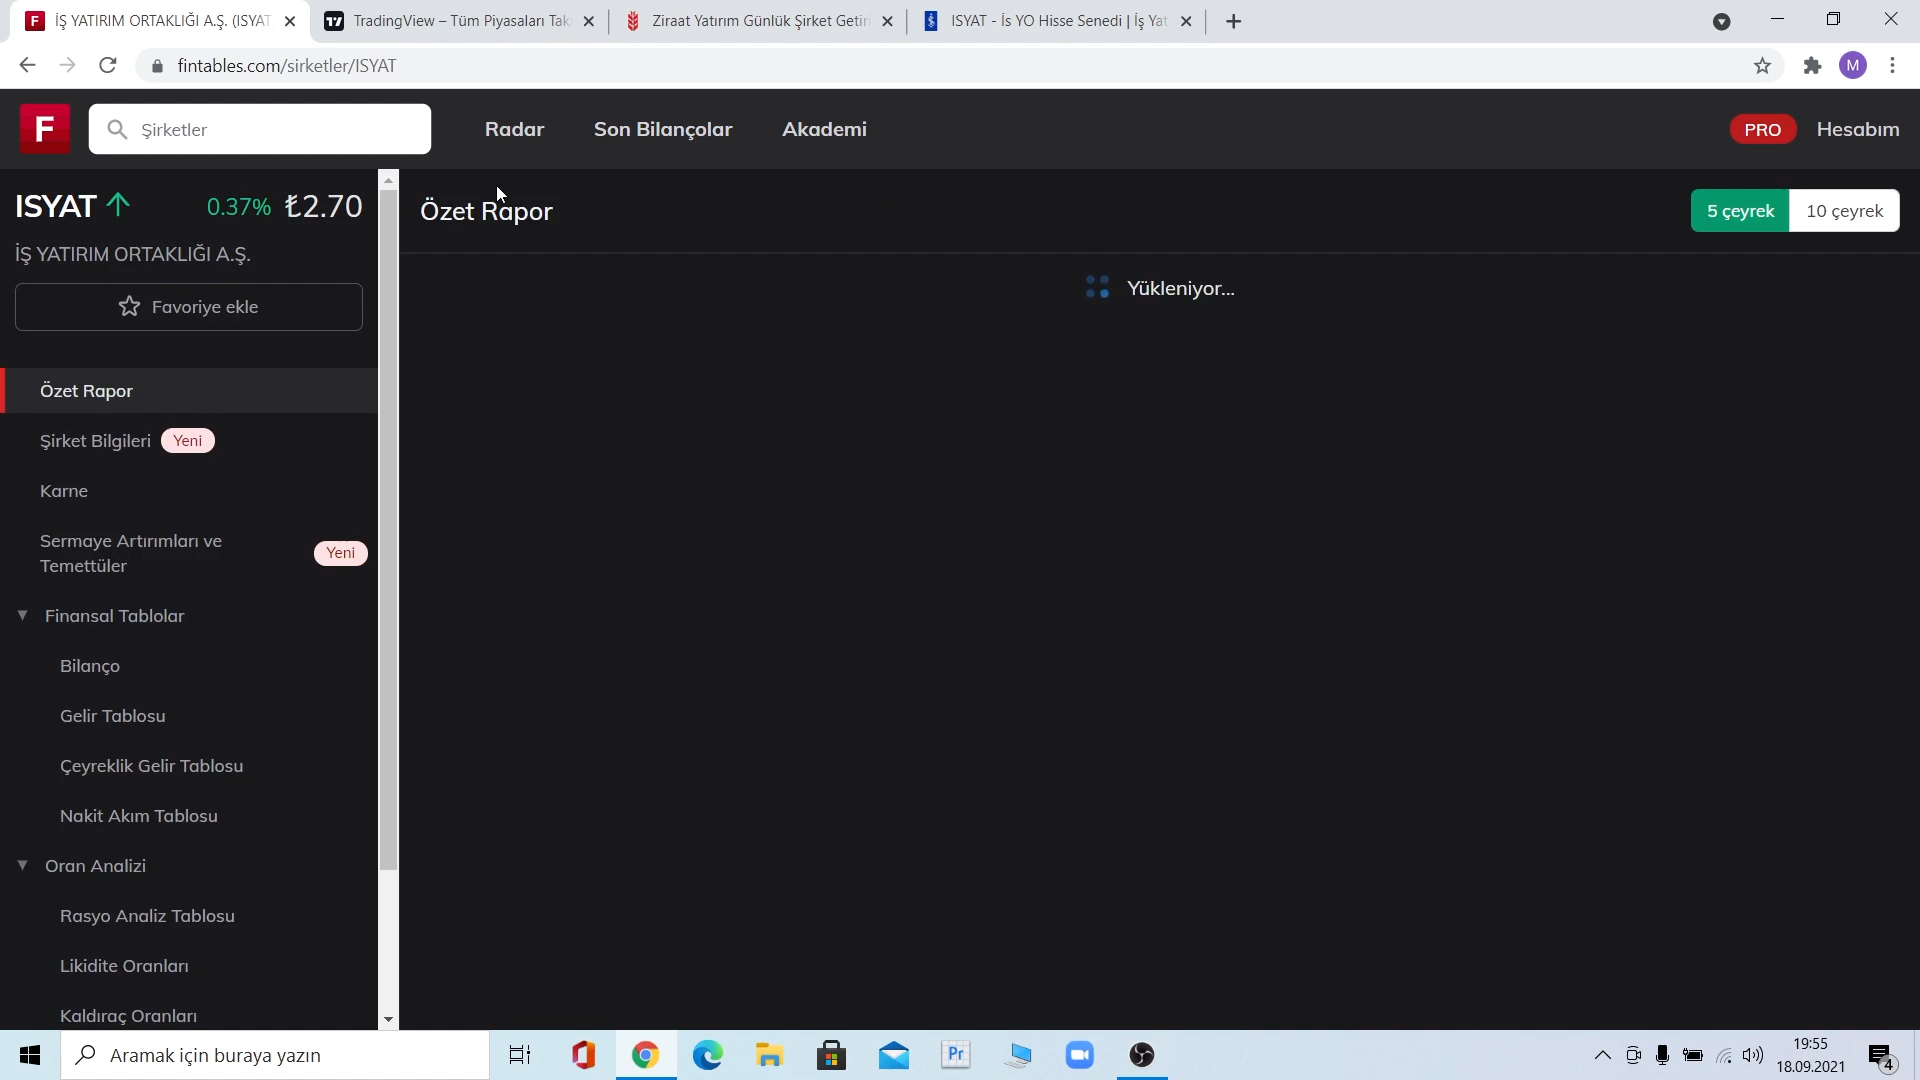 İŞ YATIRIM ORTAKLIĞI A.Ş. (ISYAT
TradingView – Tüm Piyasaları Tak
Ziraat Yatırım Günlük Şirket Getiri
ISYAT - İs YO Hisse Senedi | İş Yat
fintables.com/sirketler/ISYAT
M
F
Şirketler
Radar
Son Bilançolar
Akademi
PRO
Hesabım
ISYAT
0.37%
₺2.70
İŞ YATIRIM ORTAKLIĞI A.Ş.
Favoriye ekle
Özet Rapor
Şirket Bilgileri
Yeni
Karne
Sermaye Artırımları ve
Temettüler
Yeni
Finansal Tablolar
Bilanço
Gelir Tablosu
Çeyreklik Gelir Tablosu
Nakit Akım Tablosu
Oran Analizi
Rasyo Analiz Tablosu
Likidite Oranları
Kaldıraç Oranları
Özet Rapor
5 çeyrek
10 çeyrek
Yükleniyor...
Aramak için buraya yazın
Pr
19:55
18.09.2021
4